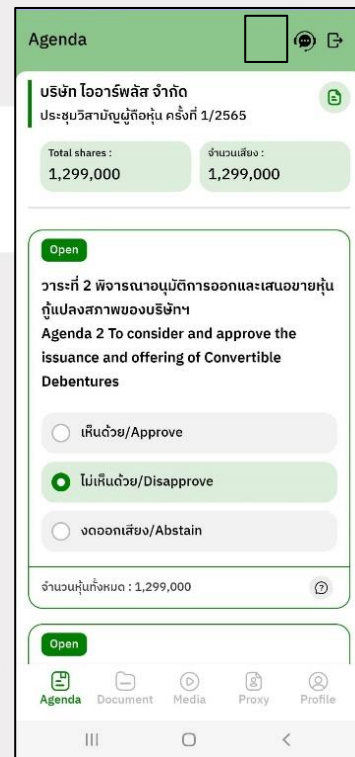 Agenda
บริษัท ไออาร์พลัส จำกัด
ประชุมวิสามัญผู้ถือหุ้น ครั้งที่ 1/2565
Total shares :
1,299,000
จำนวนเสียง :
1,299,000
Open
วาระที่ 2 พิจารณาอนุมัติการออกและเสนอขายหุ้น
กู้แปลงสภาพของบริษัทฯ
Agenda 2 To consider and approve the
issuance and offering of Convertible
Debentures
เห็นด้วย/Approve
ไม่เห็นด้วย/Disapprove
งดออกเสียง/Abstain
จำนวนหุ้นทั้งหมด : 1,299,000
Open
Agenda Document Media Proxy Profile